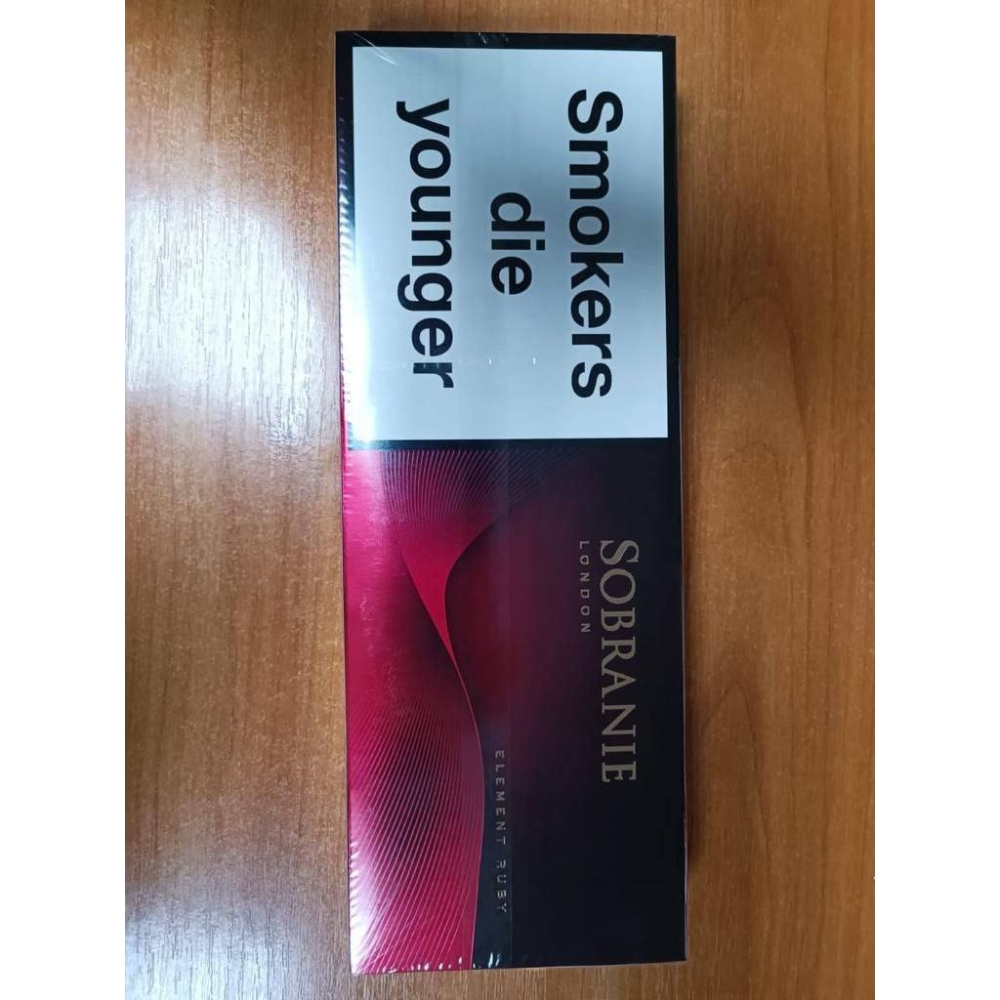 Smokers
die
younger
SOBRANIE
LONDON
ELEMENT RUBY